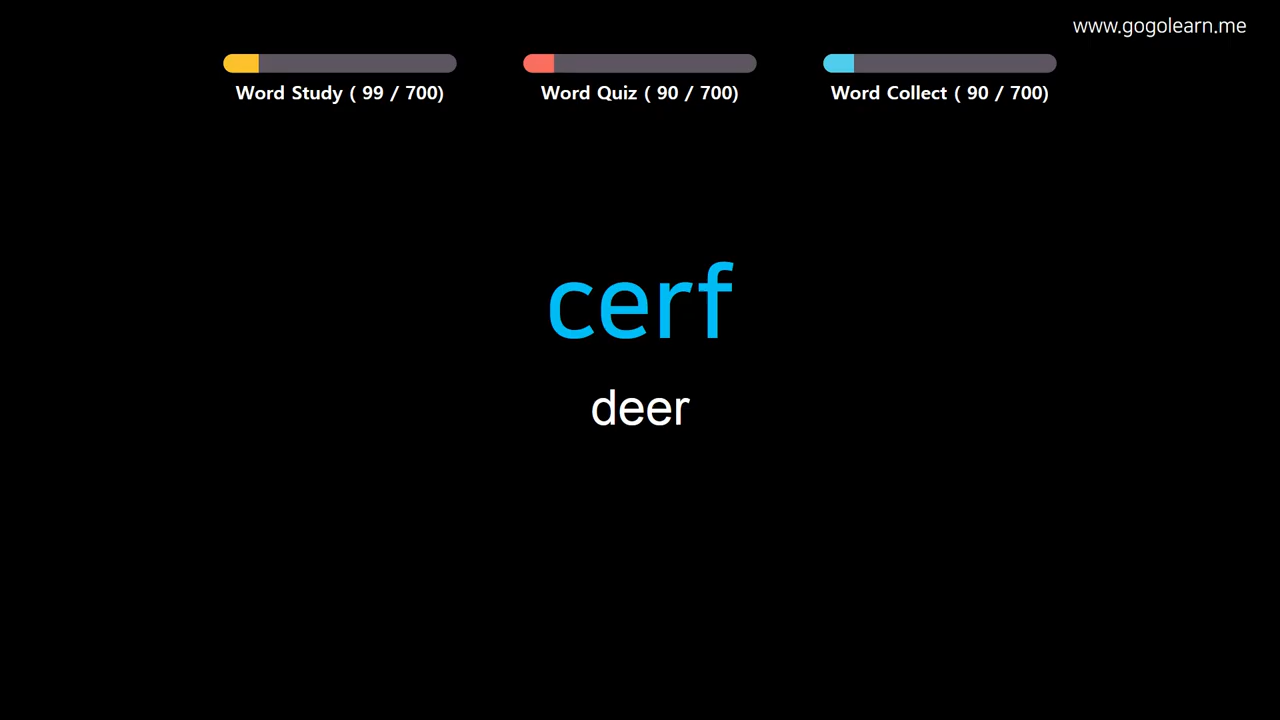 www.gogolearn.me
Word Study ( 99 / 700)
Word Quiz ( 90 / 700)
Word Collect ( 90 / 700)
cerf
deer